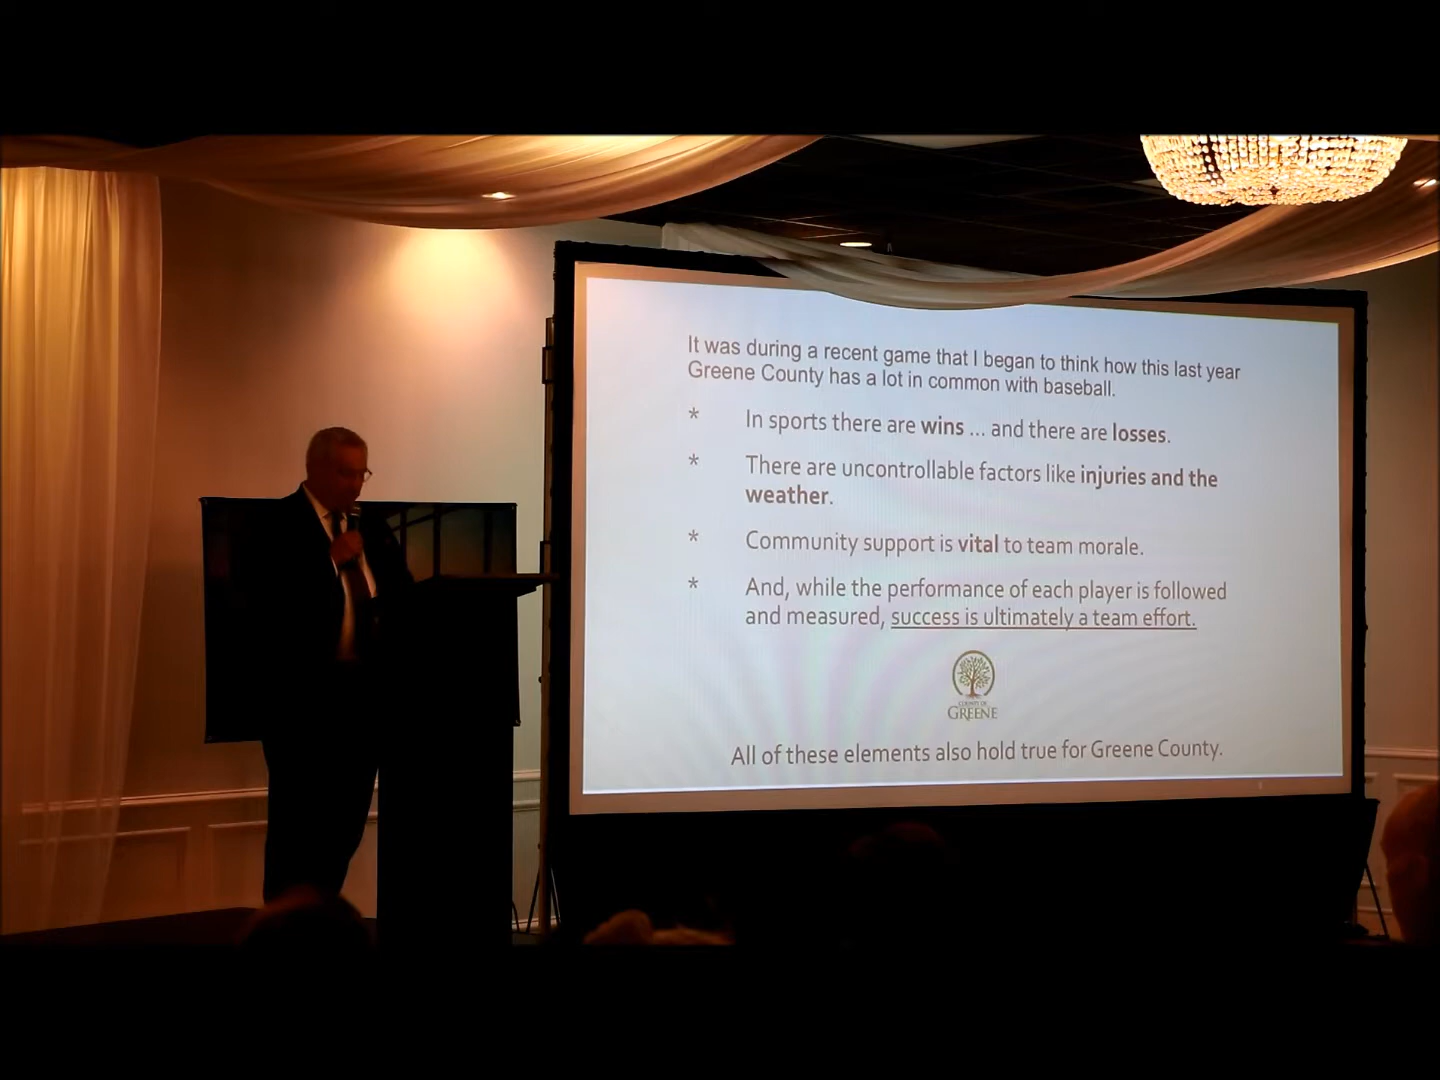 It was during a recent game that I began to think how this last year
Greene County has a lot in common with baseball.
* In sports there are wins ... and there are losses.
* There are uncontrollable factors like injuries and the
weather.
* Community support is vital to team morale.
* And, while the performance of each player is followed
and measured, success is ultimately a team effort.
COUNTY OF
GREENE
All of these elements also hold true for Greene County.